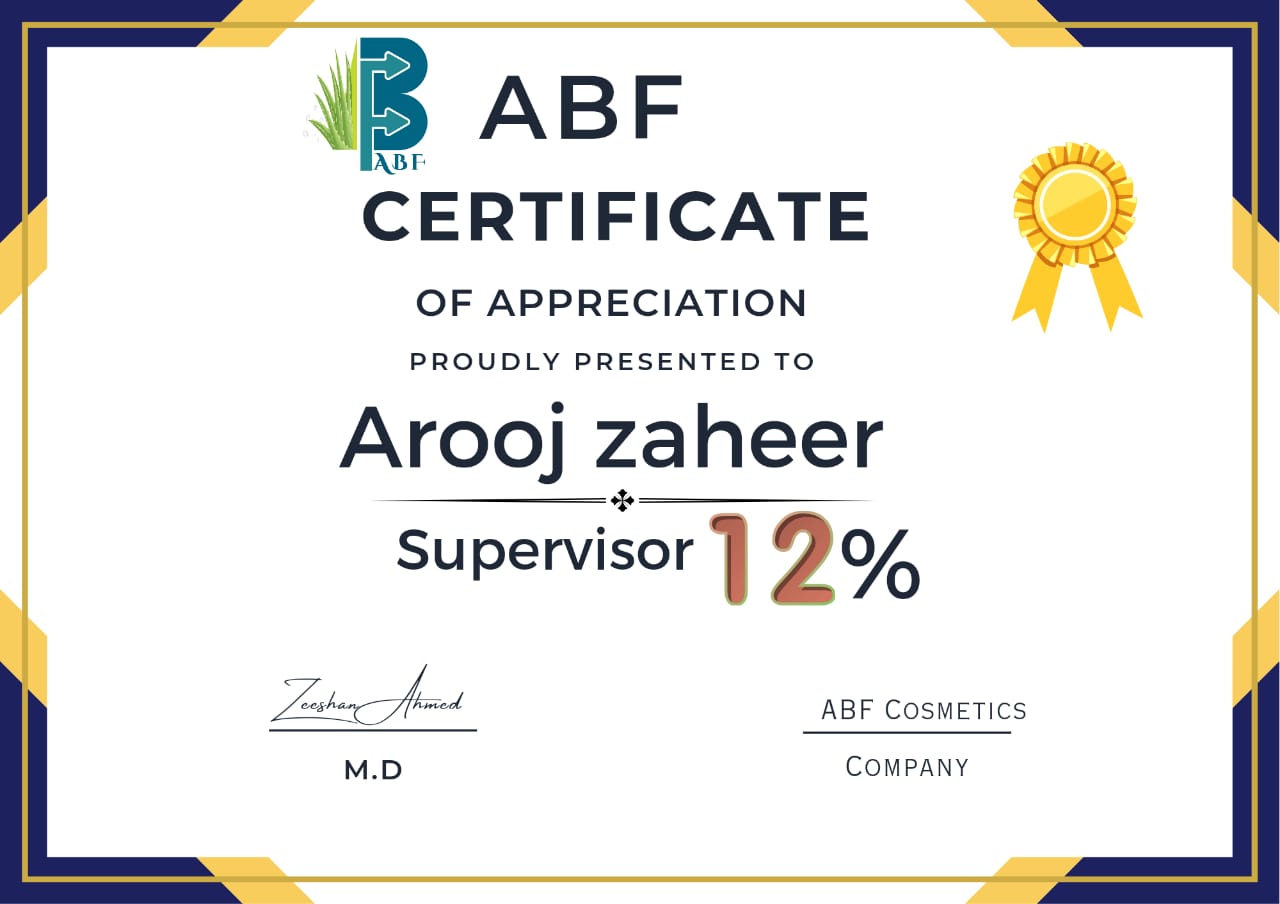 ABF
ABF
CERTIFICATE
OF APPRECIATION
PROUDLY PRESENTED TO
Arooj zaheer
Supervisor 12%
Zeeshan Ahmed
M.D
ABF COSMETICS
COMPANY